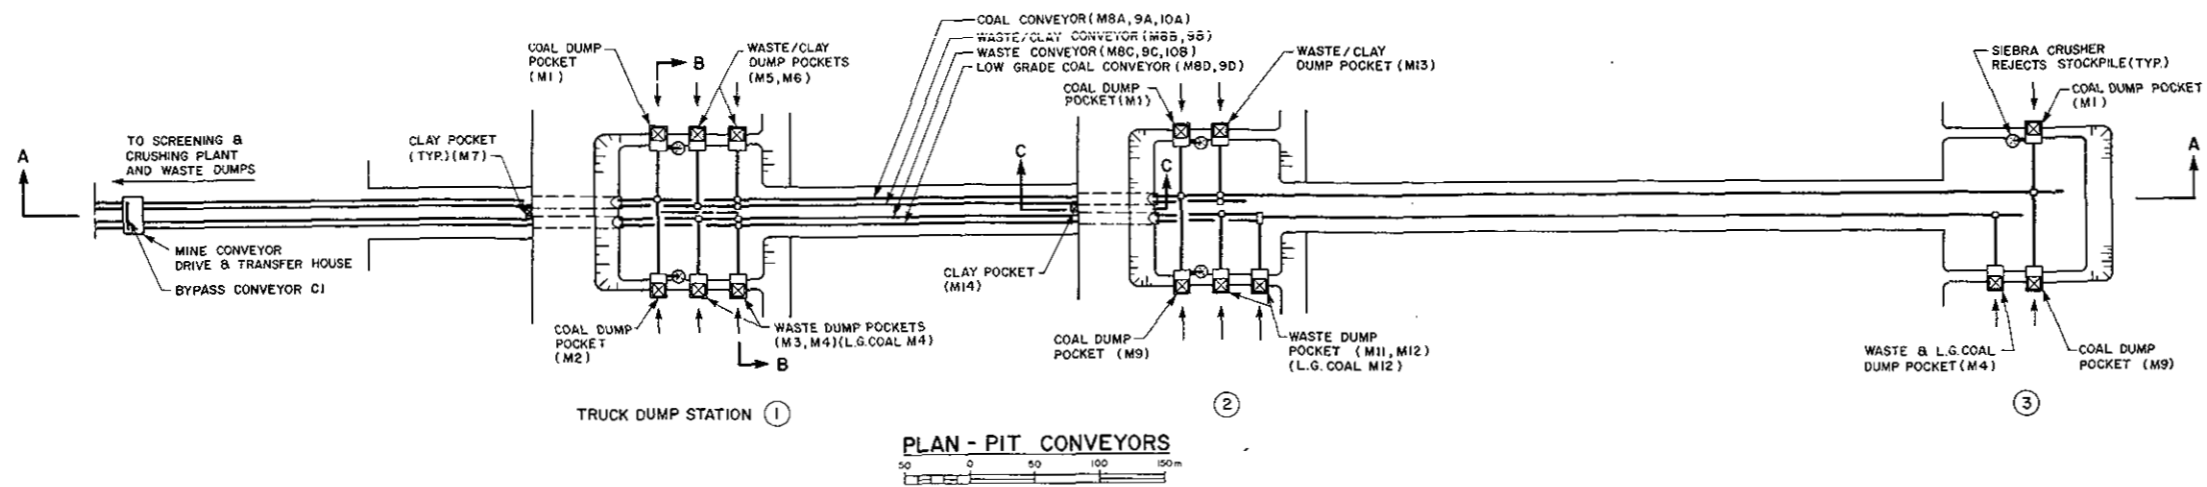 COAL CONVEYOR (M8A, 9A, 10A)
WASTE/CLAY CONVEYOR (M8B, 9B)
WASTE CONVEYOR (M8C, 9C, 10B)
LOW GRADE COAL CONVEYOR (M8D, 9D)
COAL DUMP
POCKET
(M1)
B
WASTE/CLAY
DUMP POCKETS
(M5, M6)
WASTE/CLAY
DUMP POCKET (M13)
COAL DUMP
POCKET (M1)
SIEBRA CRUSHER
REJECTS STOCKPILE (TYP.)
COAL DUMP POCKET
(M1)
A
TO SCREENING &
CRUSHING PLANT
AND WASTE DUMPS
CLAY POCKET
(TYP.) (M7)
C
C
A
MINE CONVEYOR
DRIVE & TRANSFER HOUSE
BYPASS CONVEYOR C1
CLAY POCKET
(M14)
COAL DUMP
POCKET
(M2)
WASTE DUMP POCKETS
(M3, M4) (L.G. COAL M4)
B
COAL DUMP
POCKET (M9)
WASTE DUMP
POCKET (M11, M12)
(L.G. COAL M12)
WASTE & L.G. COAL
DUMP POCKET (M4)
COAL DUMP
POCKET (M9)
TRUCK DUMP STATION 1
2
3
PLAN - PIT CONVEYORS
50 0 50 100 150m